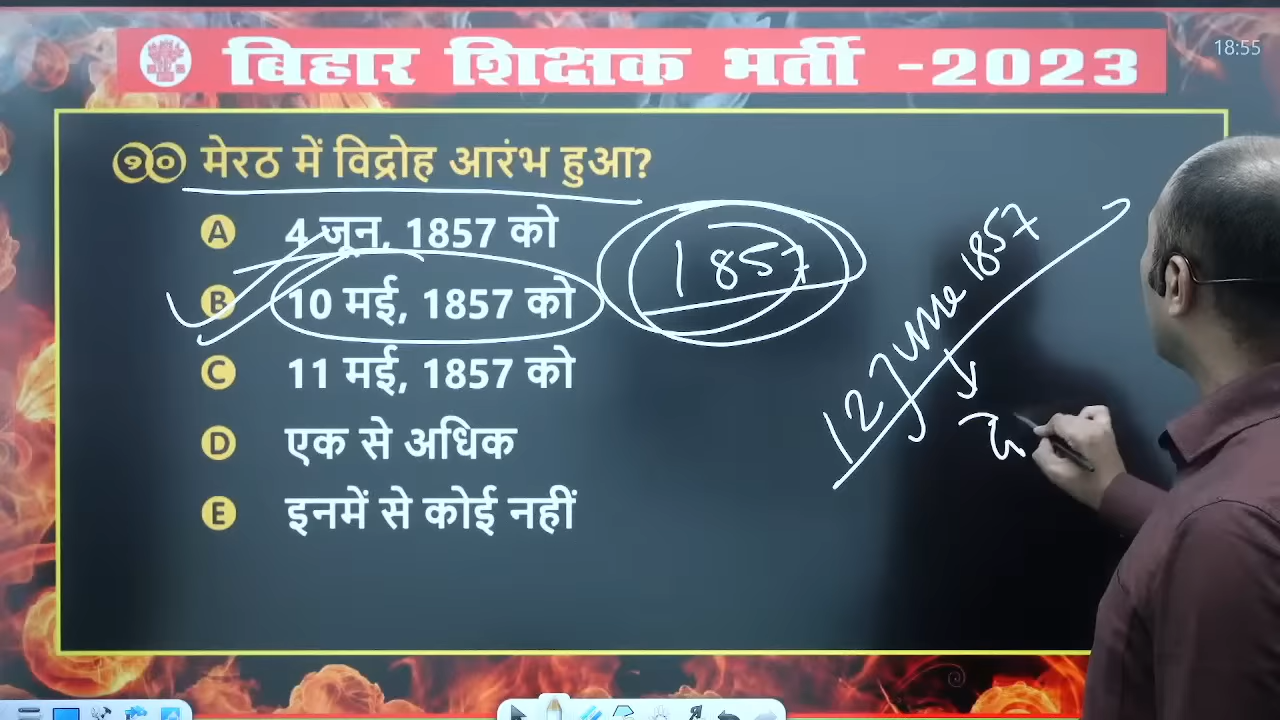 18:55
बिहार शिक्षक भर्ती -2023
१० मेरठ में विद्रोह आरंभ हुआ?
A 4 जून, 1857 को
B 10 मई, 1857 को
C 11 मई, 1857 को
D एक से अधिक
E इनमें से कोई नहीं
1857
12 June 1857